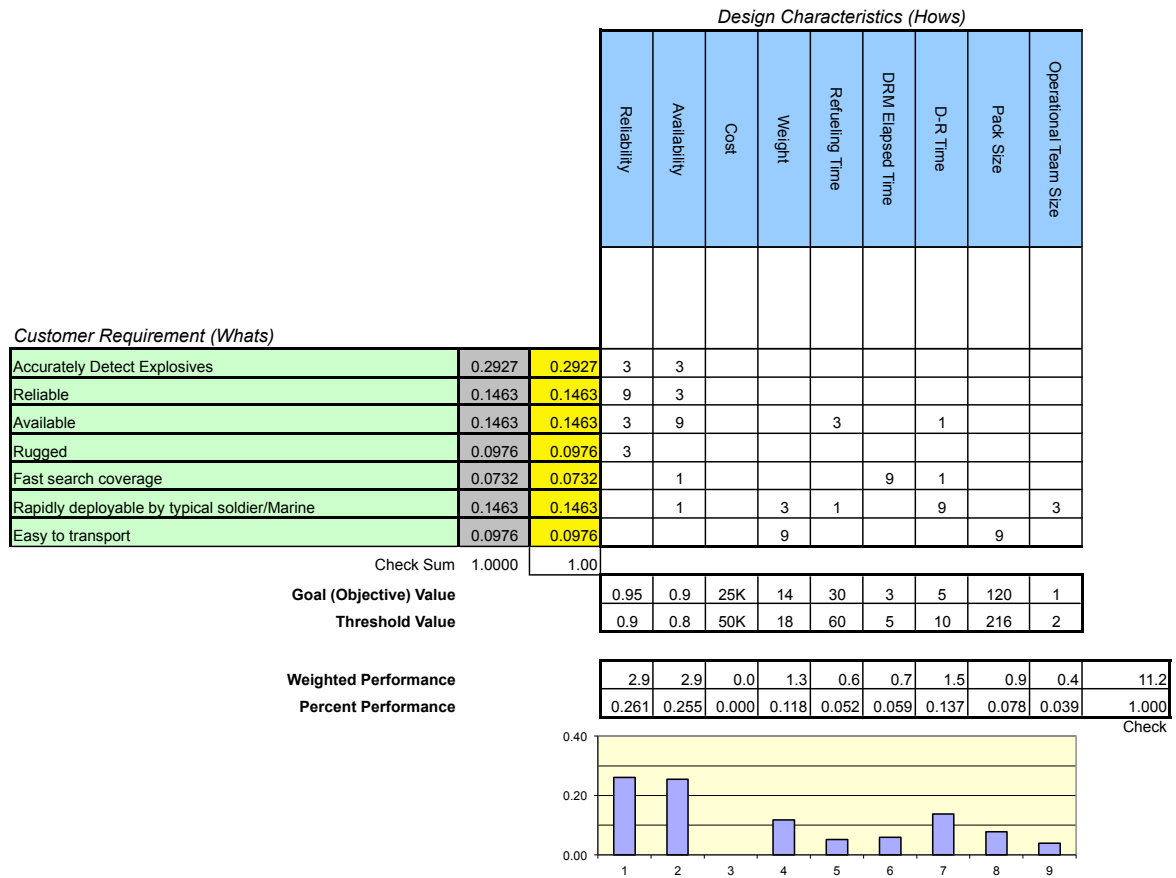 Design Characteristics (Hows)
Reliability
Availability
Cost
Weight
Refueling Time
DRM Elapsed Time
D-R Time
Pack Size
Operational Team Size
Customer Requirement (Whats)
Accurately Detect Explosives 0.2927 0.2927 3 3
Reliable 0.1463 0.1463 9 3
Available 0.1463 0.1463 3 9 3 1
Rugged 0.0976 0.0976 3
Fast search coverage 0.0732 0.0732 1 9 1
Rapidly deployable by typical soldier/Marine 0.1463 0.1463 1 3 1 9 3
Easy to transport 0.0976 0.0976 9 9
Check Sum 1.0000 1.00
Goal (Objective) Value 0.95 0.9 25K 14 30 3 5 120 1
Threshold Value 0.9 0.8 50K 18 60 5 10 216 2
Weighted Performance 2.9 2.9 0.0 1.3 0.6 0.7 1.5 0.9 0.4 11.2
Percent Performance 0.261 0.255 0.000 0.118 0.052 0.059 0.137 0.078 0.039 1.000
Check
0.40
0.20
0.00
1 2 3 4 5 6 7 8 9